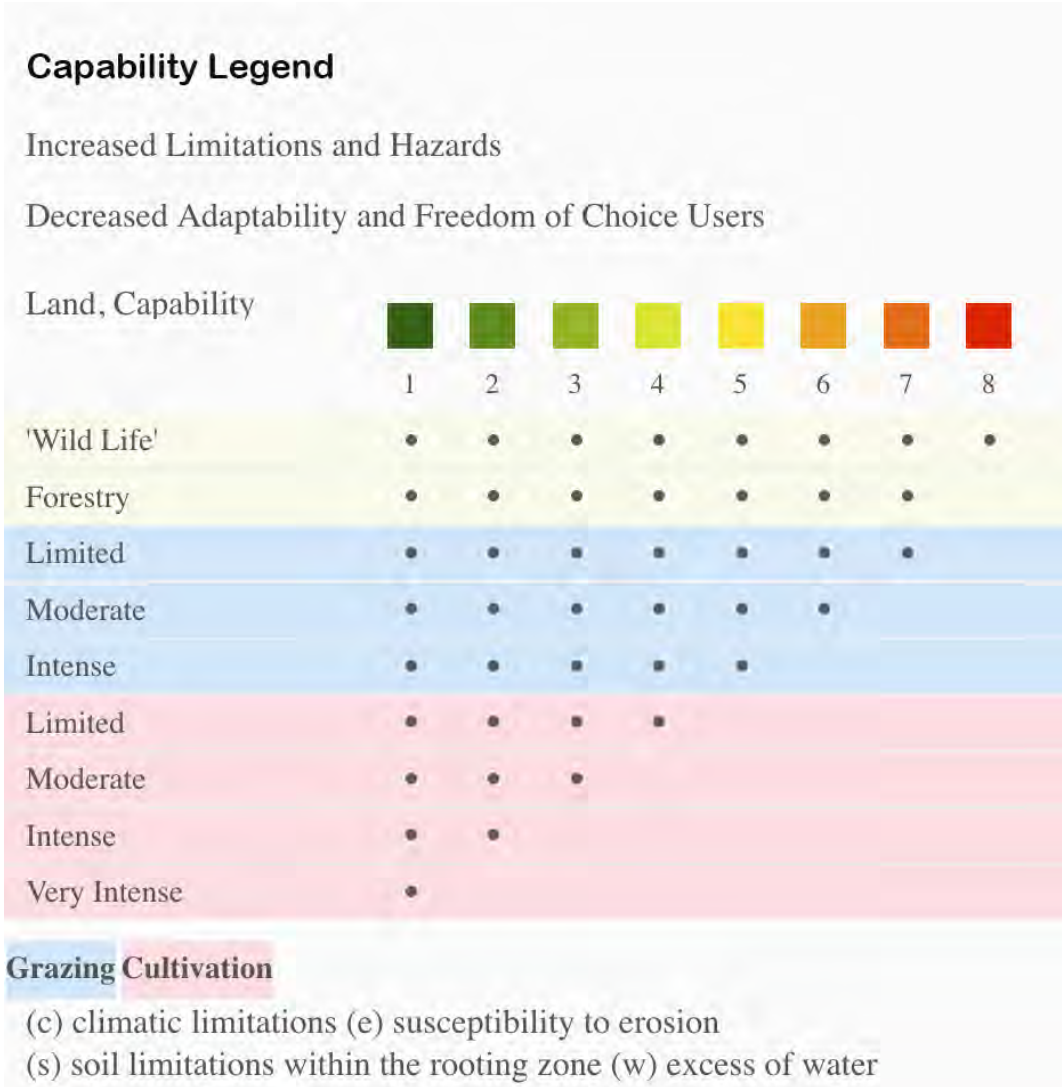 Capability Legend
Increased Limitations and Hazards
Decreased Adaptability and Freedom of Choice Users
Land, Capability
1 2 3 4 5 6 7 8
'Wild Life'
Forestry
Limited
Moderate
Intense
Limited
Moderate
Intense
Very Intense
Grazing Cultivation
(c) climatic limitations (e) susceptibility to erosion
(s) soil limitations within the rooting zone (w) excess of water